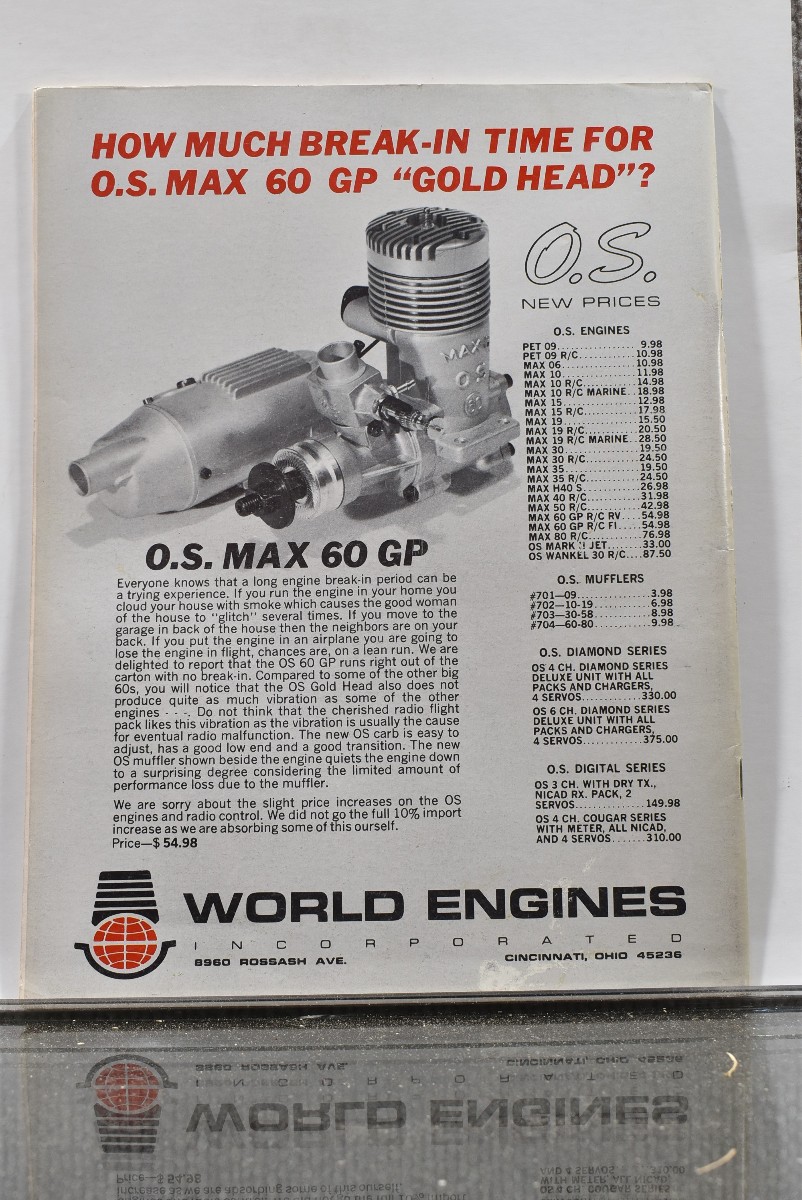 HOW MUCH BREAK-IN TIME FOR
O.S. MAX 60 GP "GOLD HEAD"?
MAX
O.S.
O.S. MAX 60 GP
Everyone knows that a long engine break-in period can be
a trying experience. If you run the engine in your home you
cloud your house with smoke which causes the good woman
of the house to "glitch" several times. If you move to the
garage in back of the house then the neighbors are on your
back. If you put the engine in an airplane you are going to
lose the engine in flight, chances are, on a lean run. We are
delighted to report that the OS 60 GP runs right out of the
carton with no break-in. Compared to some of the other big
60s, you will notice that the OS Gold Head also does not
produce quite as much vibration as some of the other
engines - - -. Do not think that the cherished radio flight
pack likes this vibration as the vibration is usually the cause
for eventual radio malfunction. The new OS carb is easy to
adjust, has a good low end and a good transition. The new
OS muffler shown beside the engine quiets the engine down
to a surprising degree considering the limited amount of
performance loss due to the muffler.
We are sorry about the slight price increases on the OS
engines and radio control. We did not go the full 10% import
increase as we are absorbing some of this ourself.
Price—$ 54.98
O.S.
NEW PRICES
O.S. ENGINES
PET 09................ 9.98
PET 09 R/C...........10.98
MAX 06................10.98
MAX 10................11.98
MAX 10 R/C...........14.98
MAX 10 R/C MARINE..18.98
MAX 15................12.98
MAX 15 R/C...........17.98
MAX 19................15.50
MAX 19 R/C...........20.50
MAX 19 R/C MARINE..28.50
MAX 30................19.50
MAX 30 R/C...........24.50
MAX 35................19.50
MAX 35 R/C...........24.50
MAX H40 S............26.98
MAX 40 R/C...........31.98
MAX 50 R/C...........42.98
MAX 60 GP R/C RV....54.98
MAX 60 GP R/C FI....54.98
MAX 80 R/C...........76.98
OS MARK II JET.......33.00
OS WANKEL 30 R/C....87.50
O.S. MUFFLERS
#701—09...............3.98
#702—10-19............6.98
#703—30-58............8.98
#704—60-80............9.98
O.S. DIAMOND SERIES
OS 4 CH. DIAMOND SERIES
DELUXE UNIT WITH ALL
PACKS AND CHARGERS,
4 SERVOS............330.00
OS 6 CH. DIAMOND SERIES
DELUXE UNIT WITH ALL
PACKS AND CHARGERS,
4 SERVOS............375.00
O.S. DIGITAL SERIES
OS 3 CH. WITH DRY TX.,
NICAD RX. PACK, 2
SERVOS..............149.98
OS 4 CH. COUGAR SERIES
WITH METER, ALL NICAD,
AND 4 SERVOS.......310.00
WORLD ENGINES
INCORPORATED
8960 ROSSASH AVE. CINCINNATI, OHIO 45236